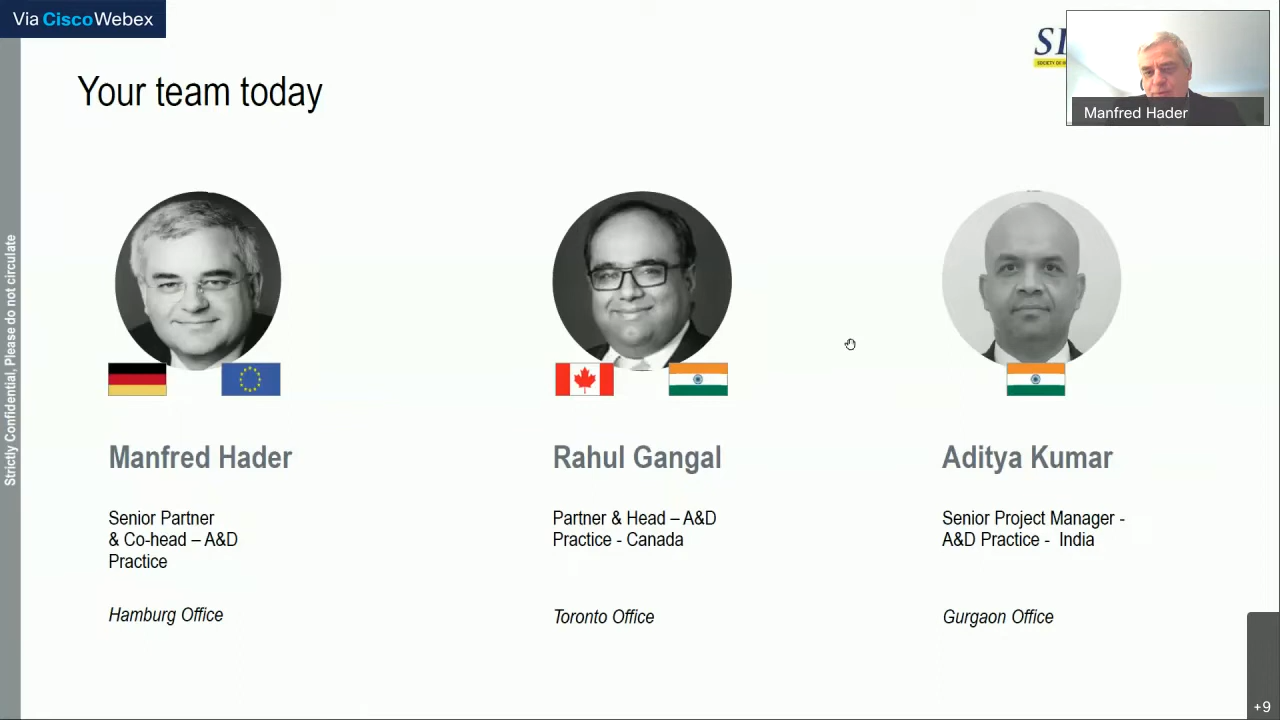 Via CiscoWebex
Your team today
Manfred Hader
Strictly Confidential, Please do not circulate
Manfred Hader
Senior Partner
& Co-head – A&D
Practice
Hamburg Office
Rahul Gangal
Partner & Head – A&D
Practice - Canada
Toronto Office
Aditya Kumar
Senior Project Manager -
A&D Practice - India
Gurgaon Office
+9